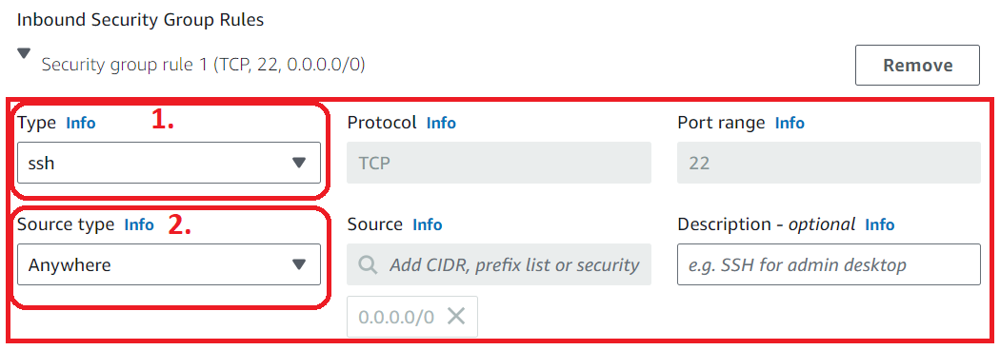 Inbound Security Group Rules
Security group rule 1 (TCP, 22, 0.0.0.0/0)
Remove
Type Info 1.
Protocol Info
Port range Info
ssh
TCP
22
Source type Info 2.
Source Info
Description - optional Info
Anywhere
Add CIDR, prefix list or security
e.g. SSH for admin desktop
0.0.0.0/0